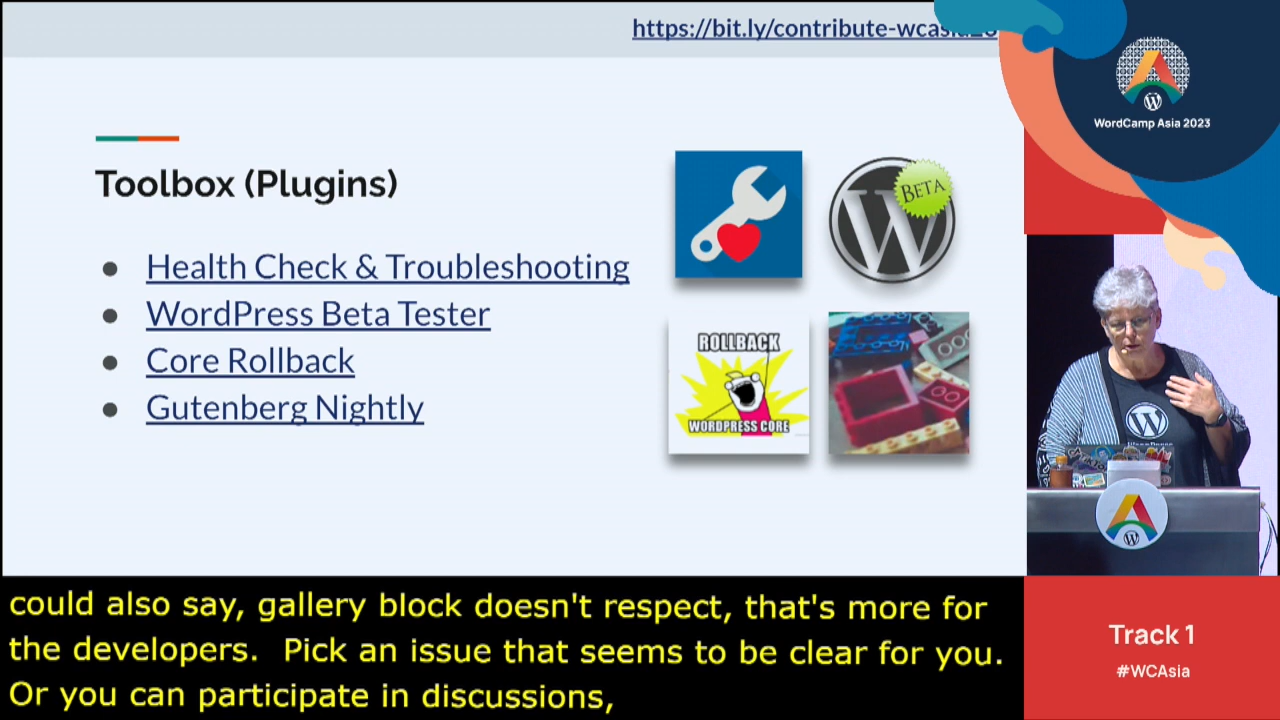 https://bit.ly/contribute-wcasia23
WordCamp Asia 2023
Toolbox (Plugins)
● Health Check & Troubleshooting
● WordPress Beta Tester
● Core Rollback
● Gutenberg Nightly
BETA
ROLLBACK
WORDPRESS CORE
could also say, gallery block doesn't respect, that's more for
the developers. Pick an issue that seems to be clear for you.
Or you can participate in discussions,
Track 1
#WCAsia